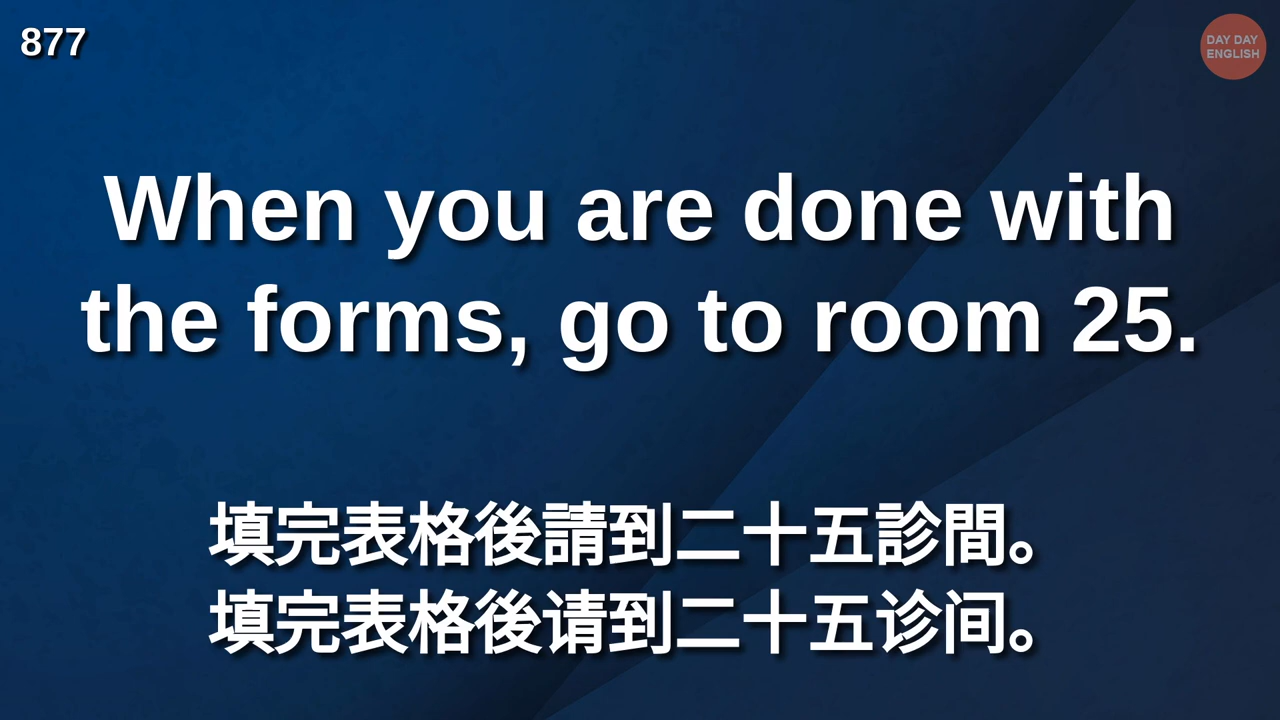 877
DAY DAY
ENGLISH
When you are done with
the forms, go to room 25.
填完表格後請到二十五診間。
填完表格後请到二十五诊间。